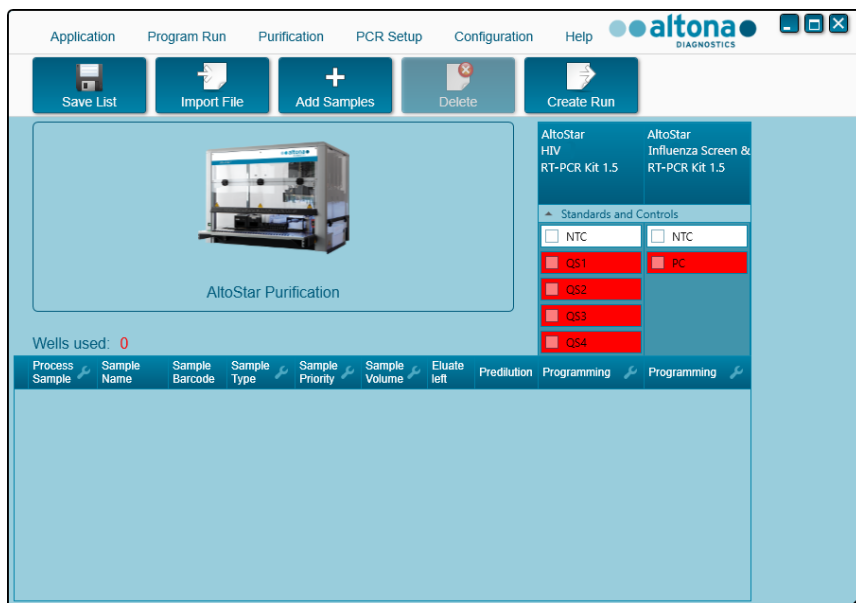 Application Program Run Purification PCR Setup Configuration Help altona
DIAGNOSTICS
Save List Import File Add Samples Delete Create Run
AltoStar
HIV
RT-PCR Kit 1.5
AltoStar
Influenza Screen &
RT-PCR Kit 1.5
Standards and Controls
NTC NTC
QS1 PC
QS2
QS3
QS4
AltoStar Purification
Wells used: 0
Process Sample Sample Sample Sample Sample Eluate Predilution Programming Programming
Sample Name Barcode Type Priority Volume left